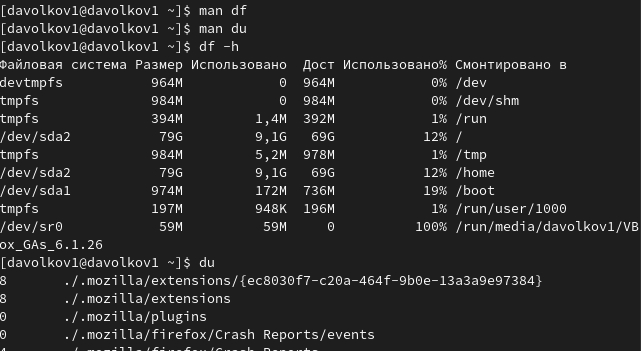 [davolkov1@davolkov1 ~]$ man df
[davolkov1@davolkov1 ~]$ man du
[davolkov1@davolkov1 ~]$ df -h
Файловая система Размер Использовано  Дост Использовано% Смонтировано в
devtmpfs           964M            0  964M            0% /dev
tmpfs              984M            0  984M            0% /dev/shm
tmpfs              394M         1,4M  392M            1% /run
/dev/sda2           79G         9,1G   69G           12% /
tmpfs              984M         5,2M  978M            1% /tmp
/dev/sda2           79G         9,1G   69G           12% /home
/dev/sda1          974M         172M  736M           19% /boot
tmpfs              197M         948K  196M            1% /run/user/1000
/dev/sr0            59M          59M     0          100% /run/media/davolkov1/VB
ox_GAs_6.1.26
[davolkov1@davolkov1 ~]$ du
8       ./.mozilla/extensions/{ec8030f7-c20a-464f-9b0e-13a3a9e97384}
8       ./.mozilla/extensions
0       ./.mozilla/plugins
0       ./.mozilla/firefox/Crash Reports/events
4       ./.mozilla/firefox/Crash Reports